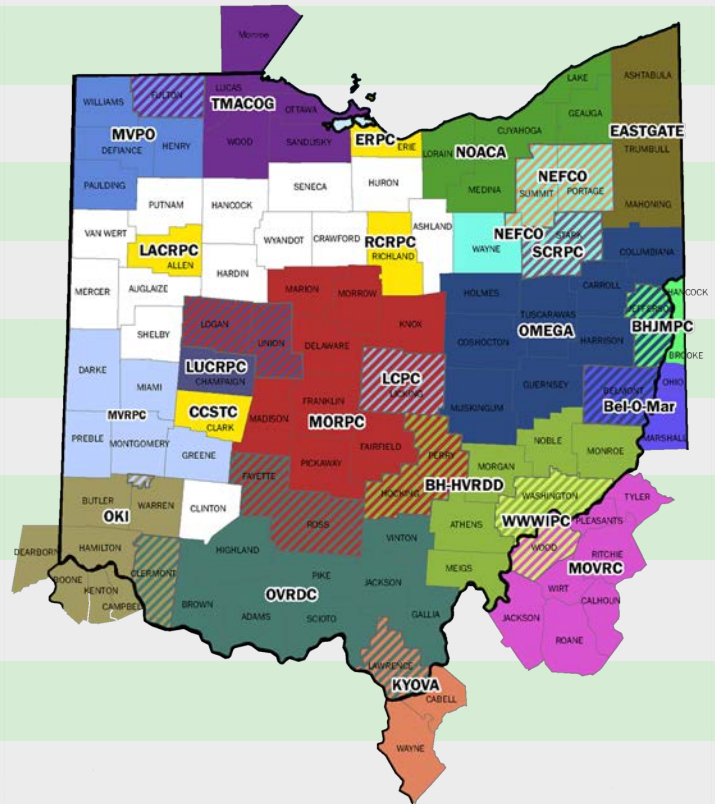 Monroe
LAKE
ASHTABULA
WILLIAMS
FULTON
LUCAS
TMACOG
OTTAWA
GEAUGA
MVPO
DEFIANCE
HENRY
WOOD
SANDUSKY
ERPC
ERIE
LORAIN
NOACA
CUYAHOGA
EASTGATE
TRUMBULL
PAULDING
PUTNAM
HANCOCK
SENECA
HURON
MEDINA
NEFCO
SUMMIT
PORTAGE
MAHONING
VAN WERT
LACRPC
ALLEN
WYANDOT
CRAWFORD
RCRPC
RICHLAND
ASHLAND
WAYNE
NEFCO
STARK
SCRPC
COLUMBIANA
MERCER
AUGLAIZE
HARDIN
MARION
MORROW
HOLMES
CARROLL
HANCOCK
JEFFERSON
SHELBY
LOGAN
UNION
DELAWARE
KNOX
COSHOCTON
TUSCARAWAS
OMEGA
HARRISON
BHJMPC
BROOKE
DARKE
MIAMI
LUCRPC
CHAMPAIGN
LCPC
LICKING
GUERNSEY
BELMONT
OHIO
Bel-O-Mar
MVRPC
CCSTC
CLARK
MADISON
FRANKLIN
MORPC
MUSKINGUM
PREBLE
MONTGOMERY
GREENE
FAIRFIELD
PERRY
NOBLE
MONROE
MARSHALL
FAYETTE
PICKAWAY
MORGAN
BH-HVRDD
HOCKING
BUTLER
WARREN
OKI
CLINTON
ROSS
ATHENS
WASHINGTON
WWWIPC
TYLER
PLEASANTS
DEARBORN
HAMILTON
HIGHLAND
VINTON
WOOD
RITCHIE
MOVRC
BOONE
KENTON
CAMPBEL
CLERMONT
PIKE
JACKSON
MEIGS
WIRT
CALHOUN
BROWN
OVRDC
ADAMS
SCIOTO
GALLIA
JACKSON
ROANE
LAWRENCE
KYOVA
CABELL
WAYNE